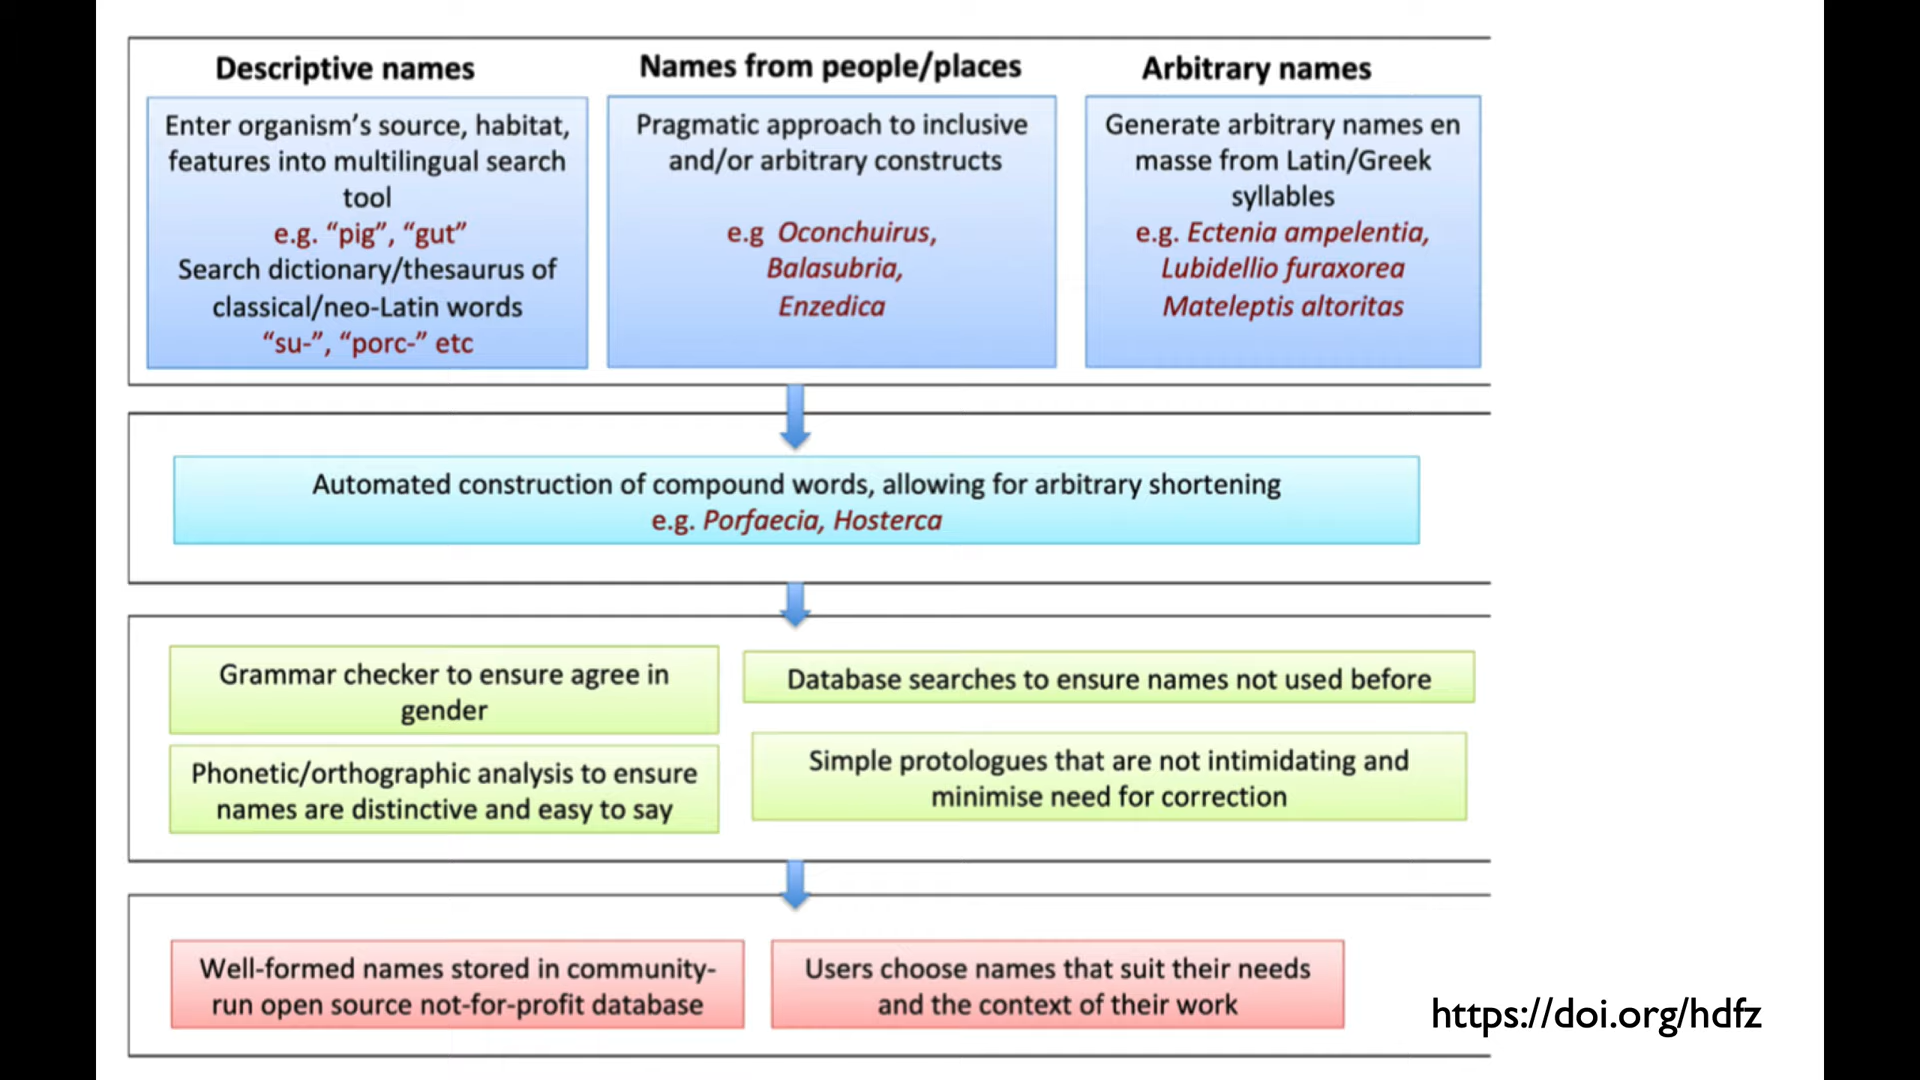 Descriptive names
Enter organism's source, habitat,
features into multilingual search
tool
e.g. “pig”, “gut”
Search dictionary/thesaurus of
classical/neo-Latin words
“su-”, “porc-” etc
Names from people/places
Pragmatic approach to inclusive
and/or arbitrary constructs
e.g Oconchuirus,
Balasubria,
Enzedica
Arbitrary names
Generate arbitrary names en
masse from Latin/Greek
syllables
e.g. Ectenia ampelentia,
Lubidellio furaxorea
Mateleptis altoritas
Automated construction of compound words, allowing for arbitrary shortening
e.g. Porfaecia, Hosterca
Grammar checker to ensure agree in
gender
Database searches to ensure names not used before
Phonetic/orthographic analysis to ensure
names are distinctive and easy to say
Simple protologues that are not intimidating and
minimise need for correction
Well-formed names stored in community-
run open source not-for-profit database
Users choose names that suit their needs
and the context of their work
https://doi.org/hdfz